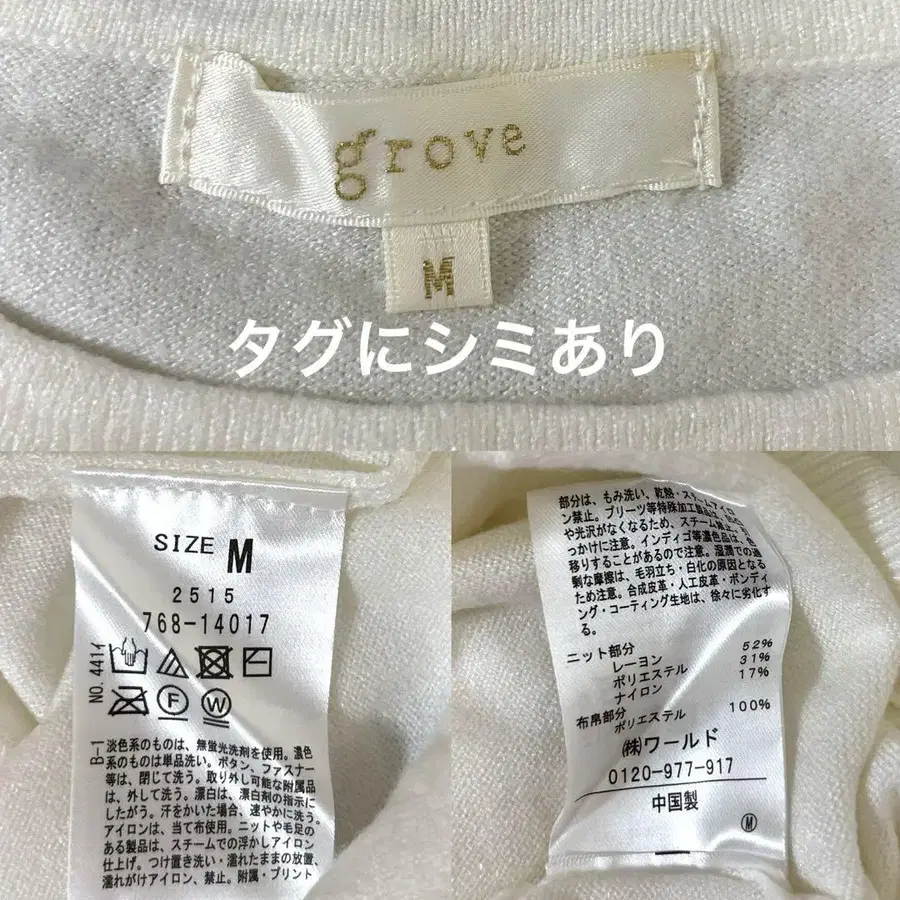 grove
M
タグにシミあり
SIZE M
2515
768-14017
NO. 441イ
B-1
淡色系のものは、無蛍光洗剤を使用。濃色
系のものは単品洗い。ボタン、ファスナー
等は、閉じて洗う。取り外し可能な附属品
は、外して洗う。漂白は、漂白剤の指示に
したがう。汗をかいた場合、速やかに洗う。
アイロンは、当て布使用。ニットや毛足の
ある製品は、スチームでの浮かしアイロン
仕上げ。つけ置き洗い・濡れたままの放置、
濡れがけアイロン、禁止。附属・プリント
部分は、もみ洗い、乾熱・スチームアイロ
ン禁止。プリーツ等特殊加工製品は、凹凸
や光沢がなくなるため、スチーム禁止。引
っかけに注意。インディゴ等濃色品は、色
移りすることがあるので注意。湿潤での過
剰な摩擦は、毛羽立ち・白化の原因となる
ため注意。合成皮革・人工皮革・ボンディ
ング・コーティング生地は、徐々に劣化す
る。
ニット部分
レーヨン 52%
ポリエステル 31%
ナイロン 17%
布帛部分
ポリエステル 100%
㈱ワールド
0120-977-917
中国製
M